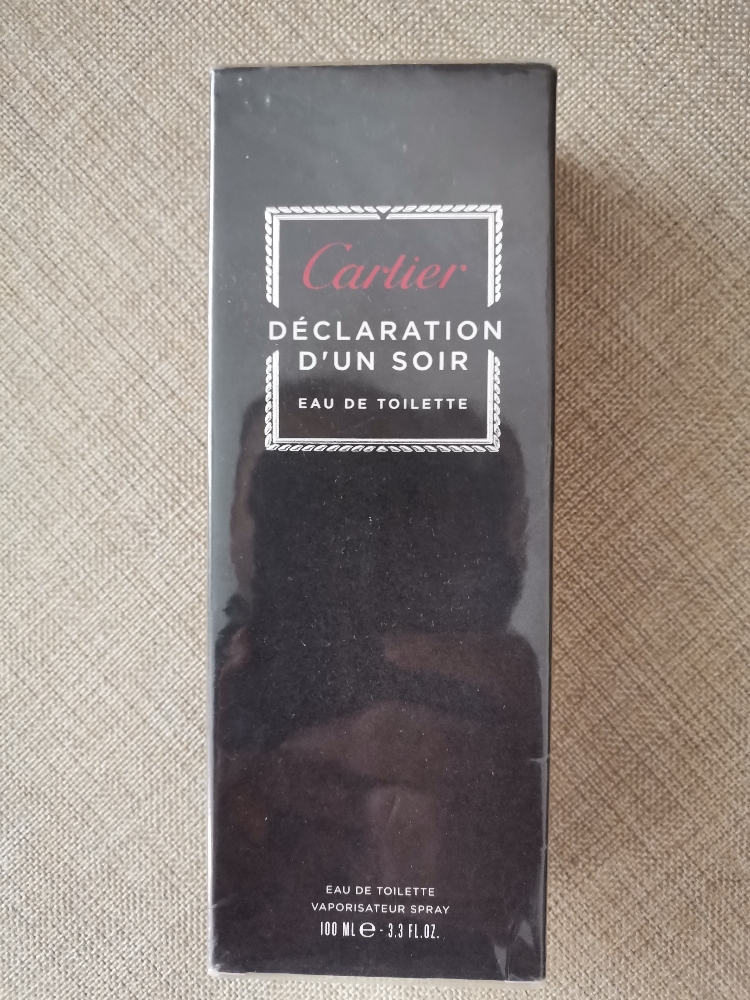 Cartier
DÉCLARATION
D'UN SOIR
EAU DE TOILETTE
EAU DE TOILETTE
VAPORISATEUR SPRAY
100 ML ℮ - 3.3 FL.OZ.